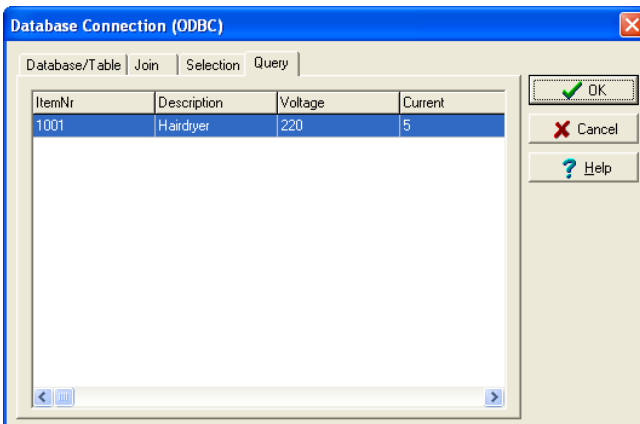 Database Connection (ODBC)
Database/Table Join Selection Query
ItemNr Description Voltage Current
1001 Hairdryer 220 5
OK
Cancel
Help